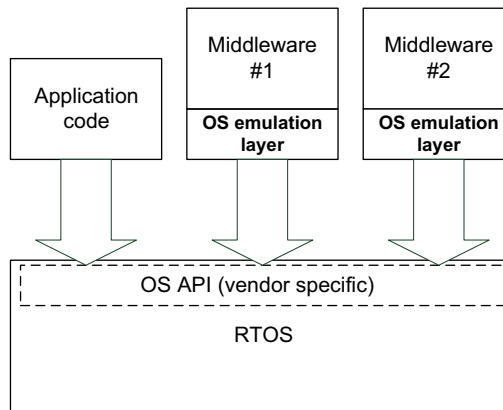 Application
code
Middleware
#1
OS emulation
layer
Middleware
#2
OS emulation
layer
OS API (vendor specific)
RTOS